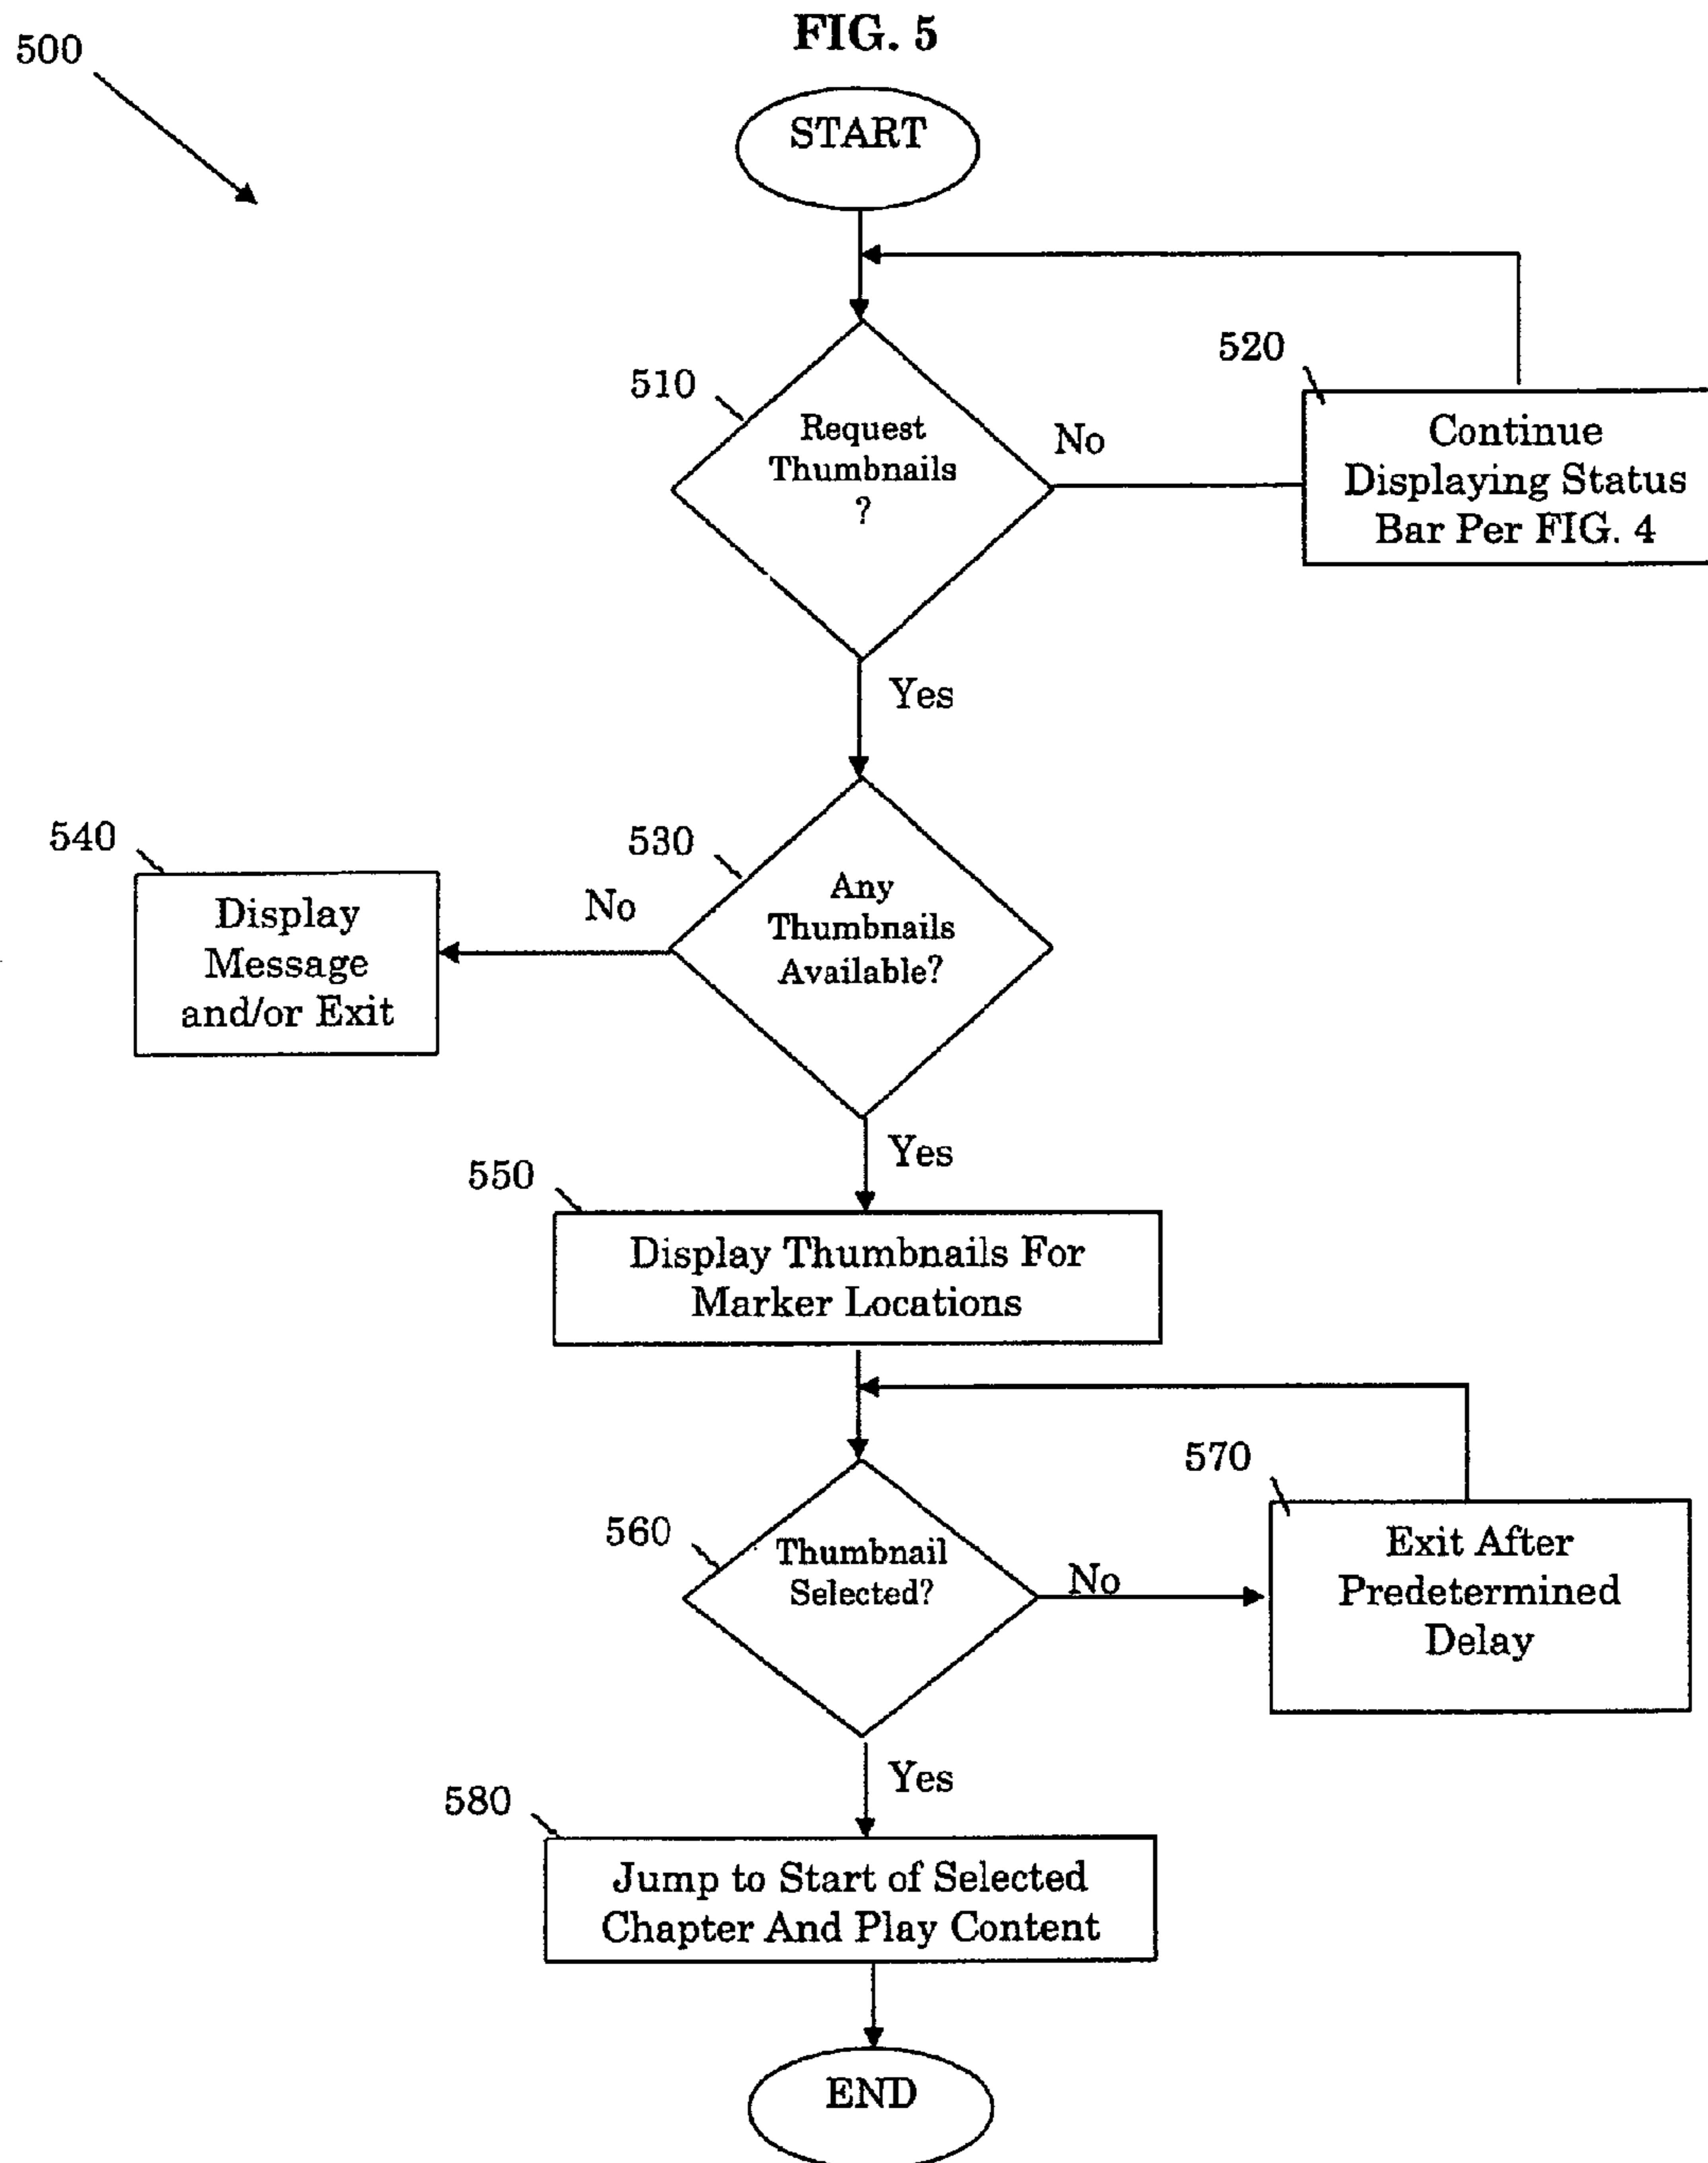 FIG. 5
500
START
510
Request
Thumbnails
?
No
520
Continue
Displaying Status
Bar Per FIG. 4
Yes
530
Any
Thumbnails
Available?
No
540
Display
Message
and/or Exit
Yes
550
Display Thumbnails For
Marker Locations
560
Thumbnail
Selected?
No
570
Exit After
Predetermined
Delay
Yes
580
Jump to Start of Selected
Chapter And Play Content
END